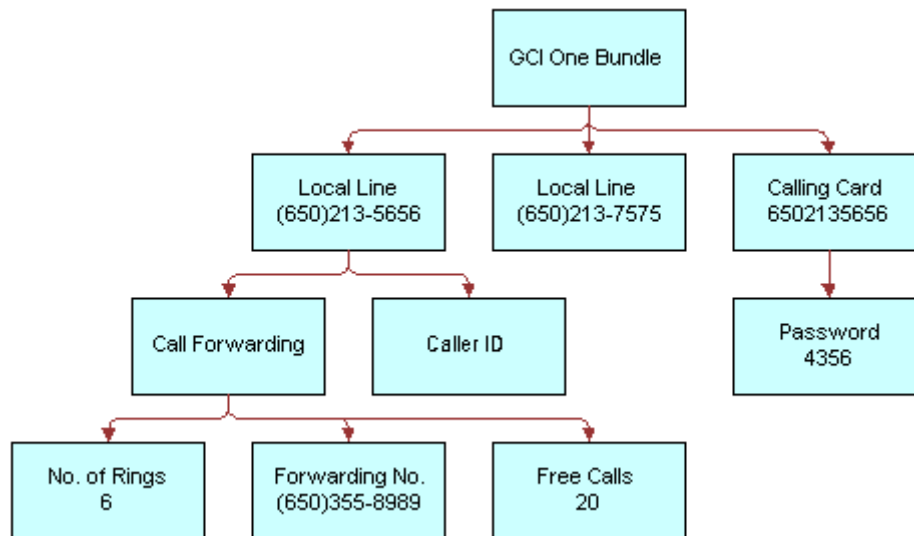 GCI One Bundle
Local Line
(650)213-5656
Local Line
(650)213-7575
Calling Card
6502135656
Call Forwarding
Caller ID
Password
4356
No. of Rings
6
Forwarding No.
(650)355-8989
Free Calls
20